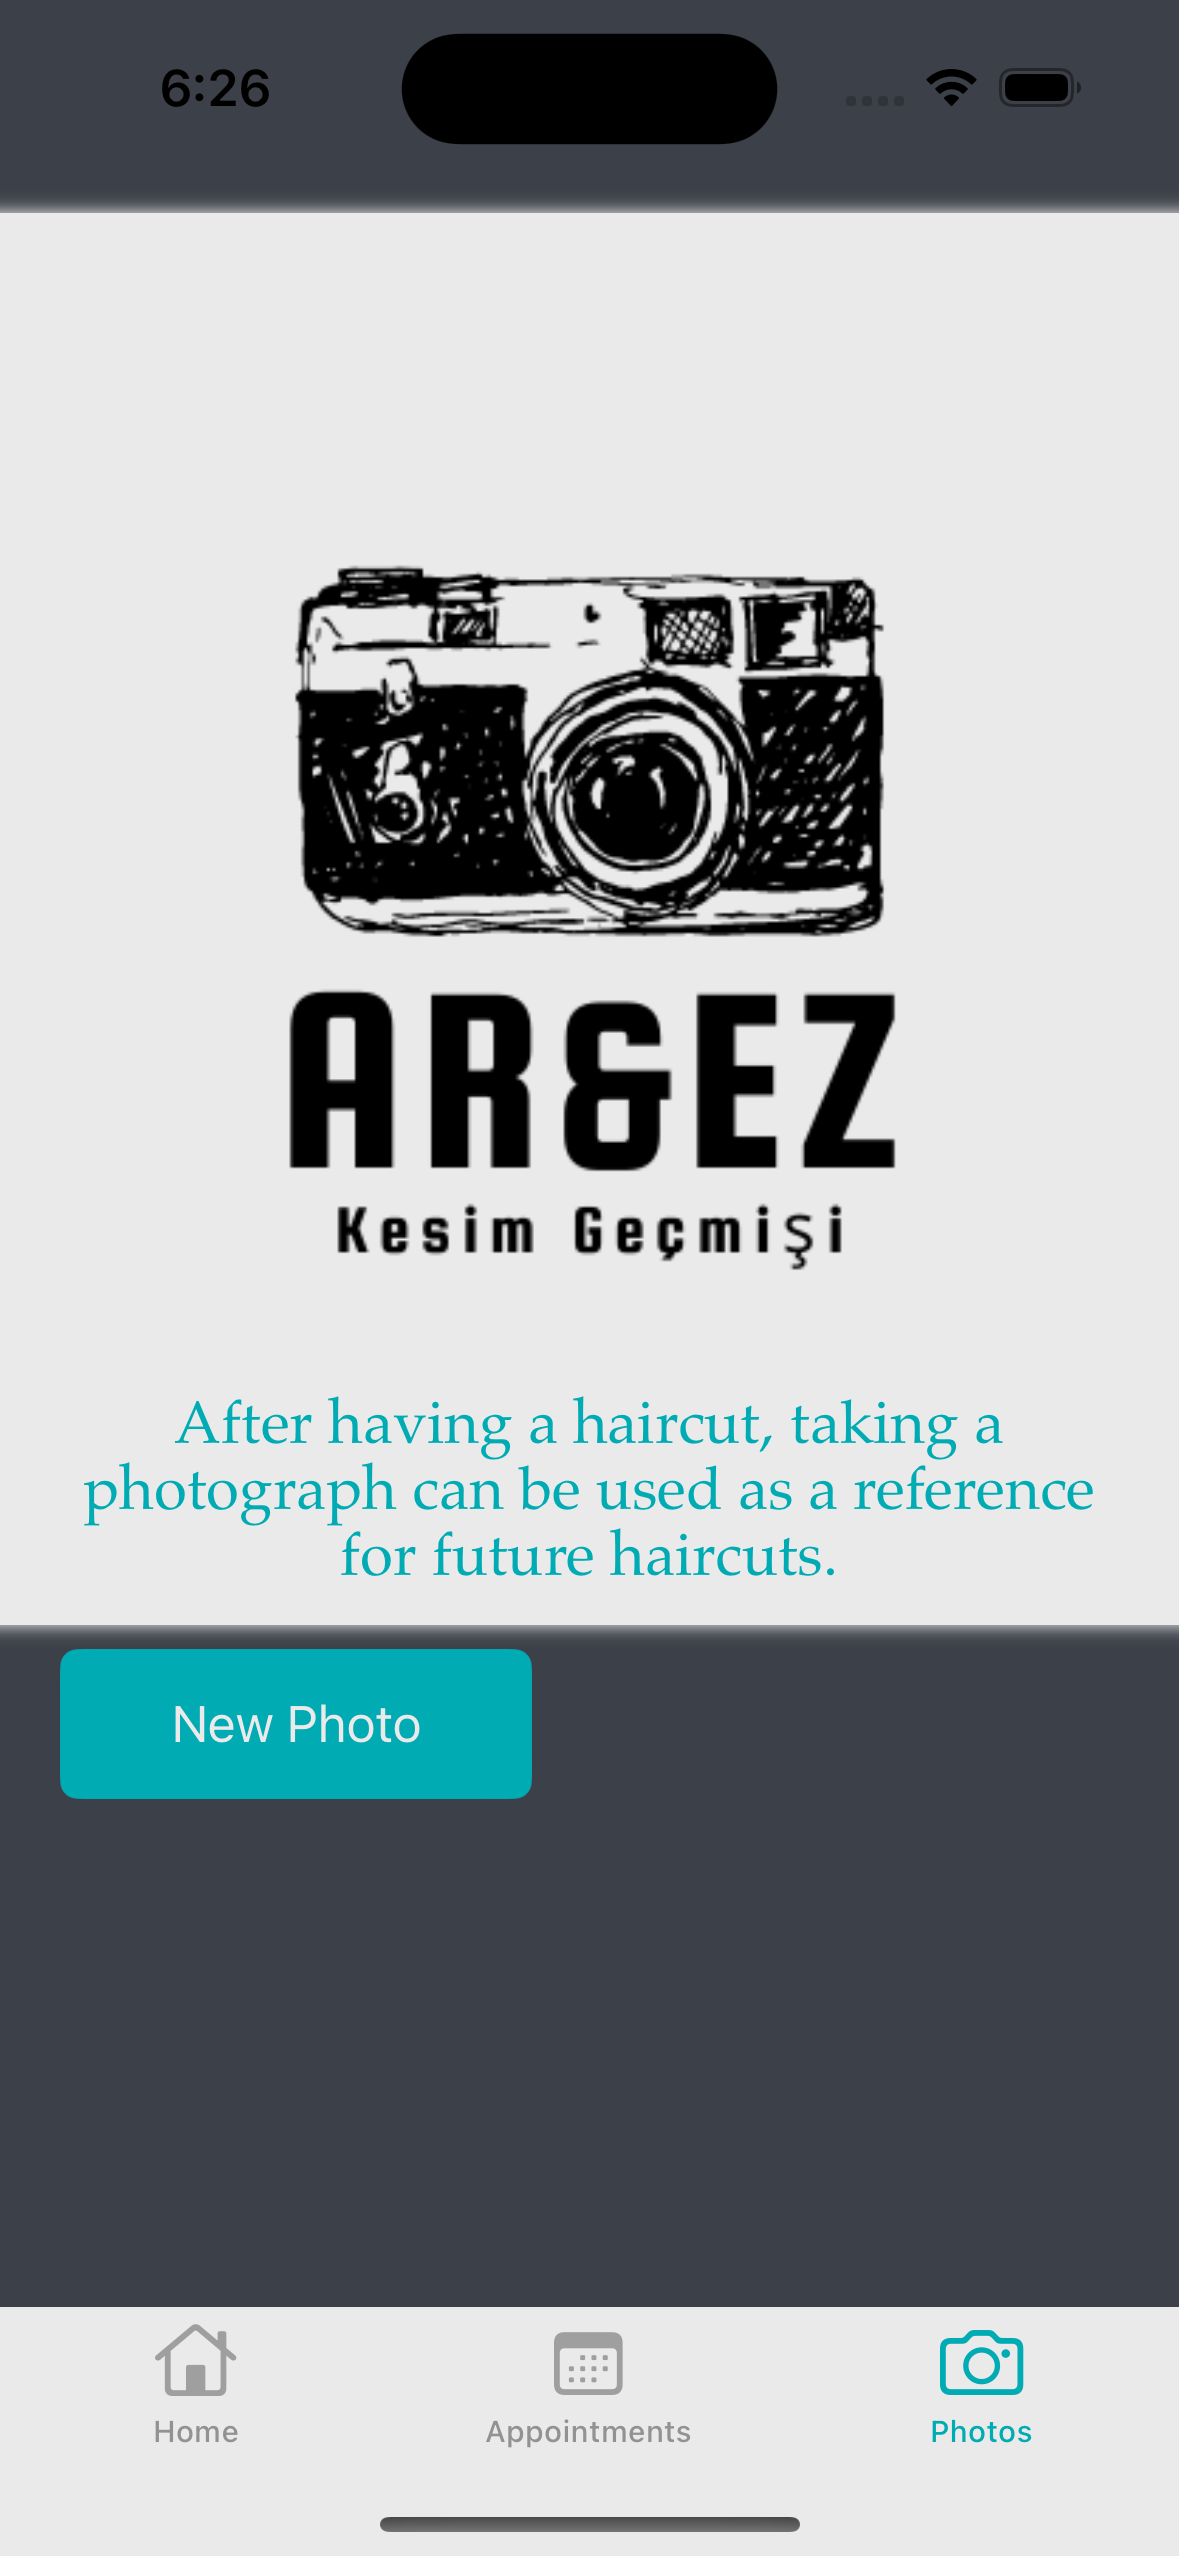 6:26
AR&EZ
Kesim Geçmişi
After having a haircut, taking a
photograph can be used as a reference
for future haircuts.
New Photo
Home
Appointments
Photos